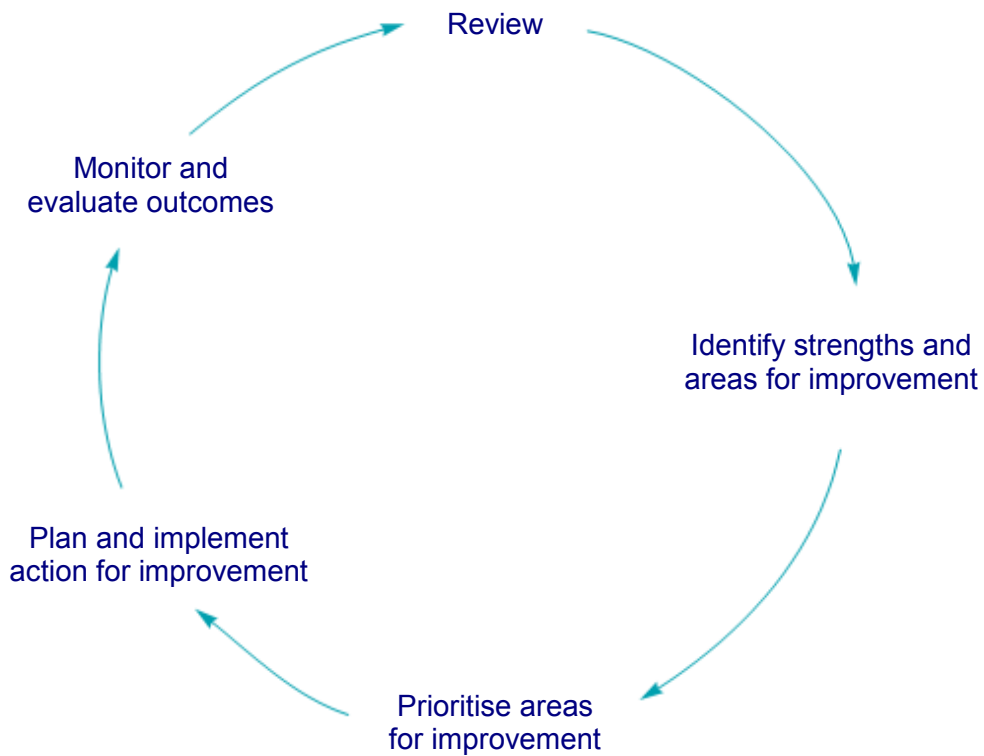 Review
Identify strengths and
areas for improvement
Prioritise areas
for improvement
Plan and implement
action for improvement
Monitor and
evaluate outcomes